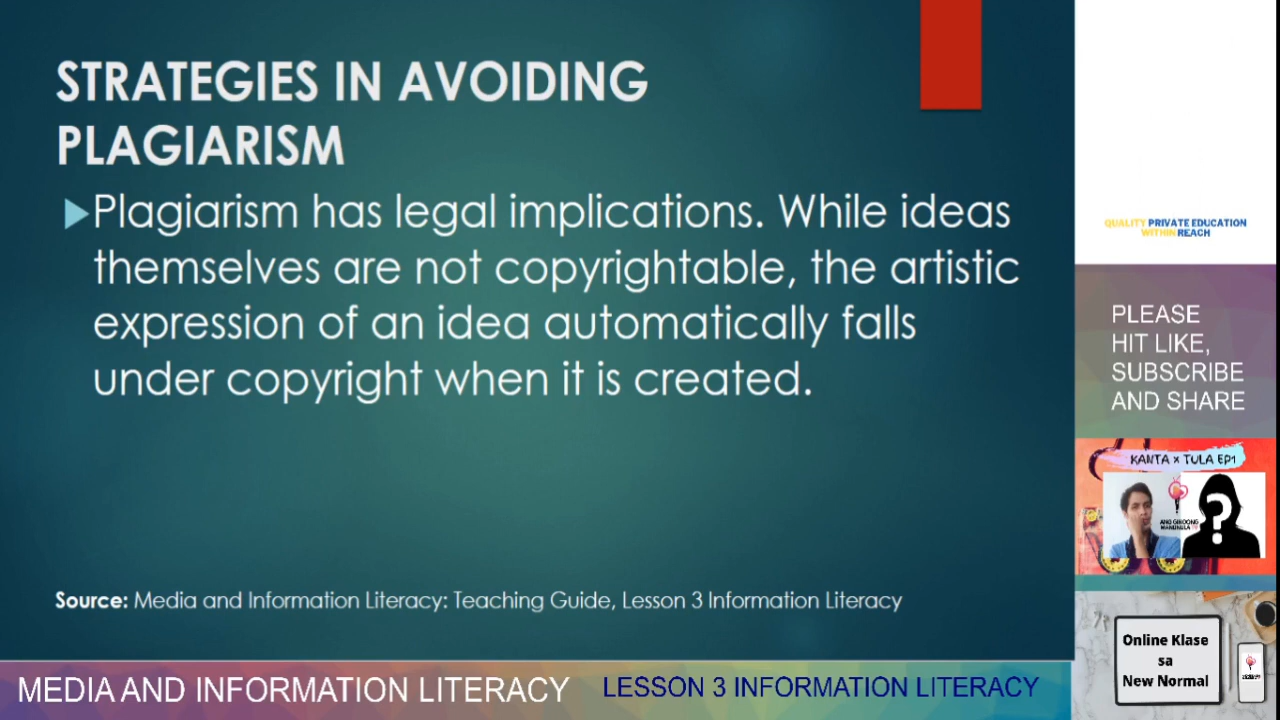 STRATEGIES IN AVOIDING
PLAGIARISM
Plagiarism has legal implications. While ideas
themselves are not copyrightable, the artistic
expression of an idea automatically falls
under copyright when it is created.
Source: Media and Information Literacy: Teaching Guide, Lesson 3 Information Literacy
MEDIA AND INFORMATION LITERACY
LESSON 3 INFORMATION LITERACY
QUALITY PRIVATE EDUCATION
WITHIN REACH
PLEASE
HIT LIKE,
SUBSCRIBE
AND SHARE
KANTA x TULA EP1
?
Online Klase
sa
New Normal